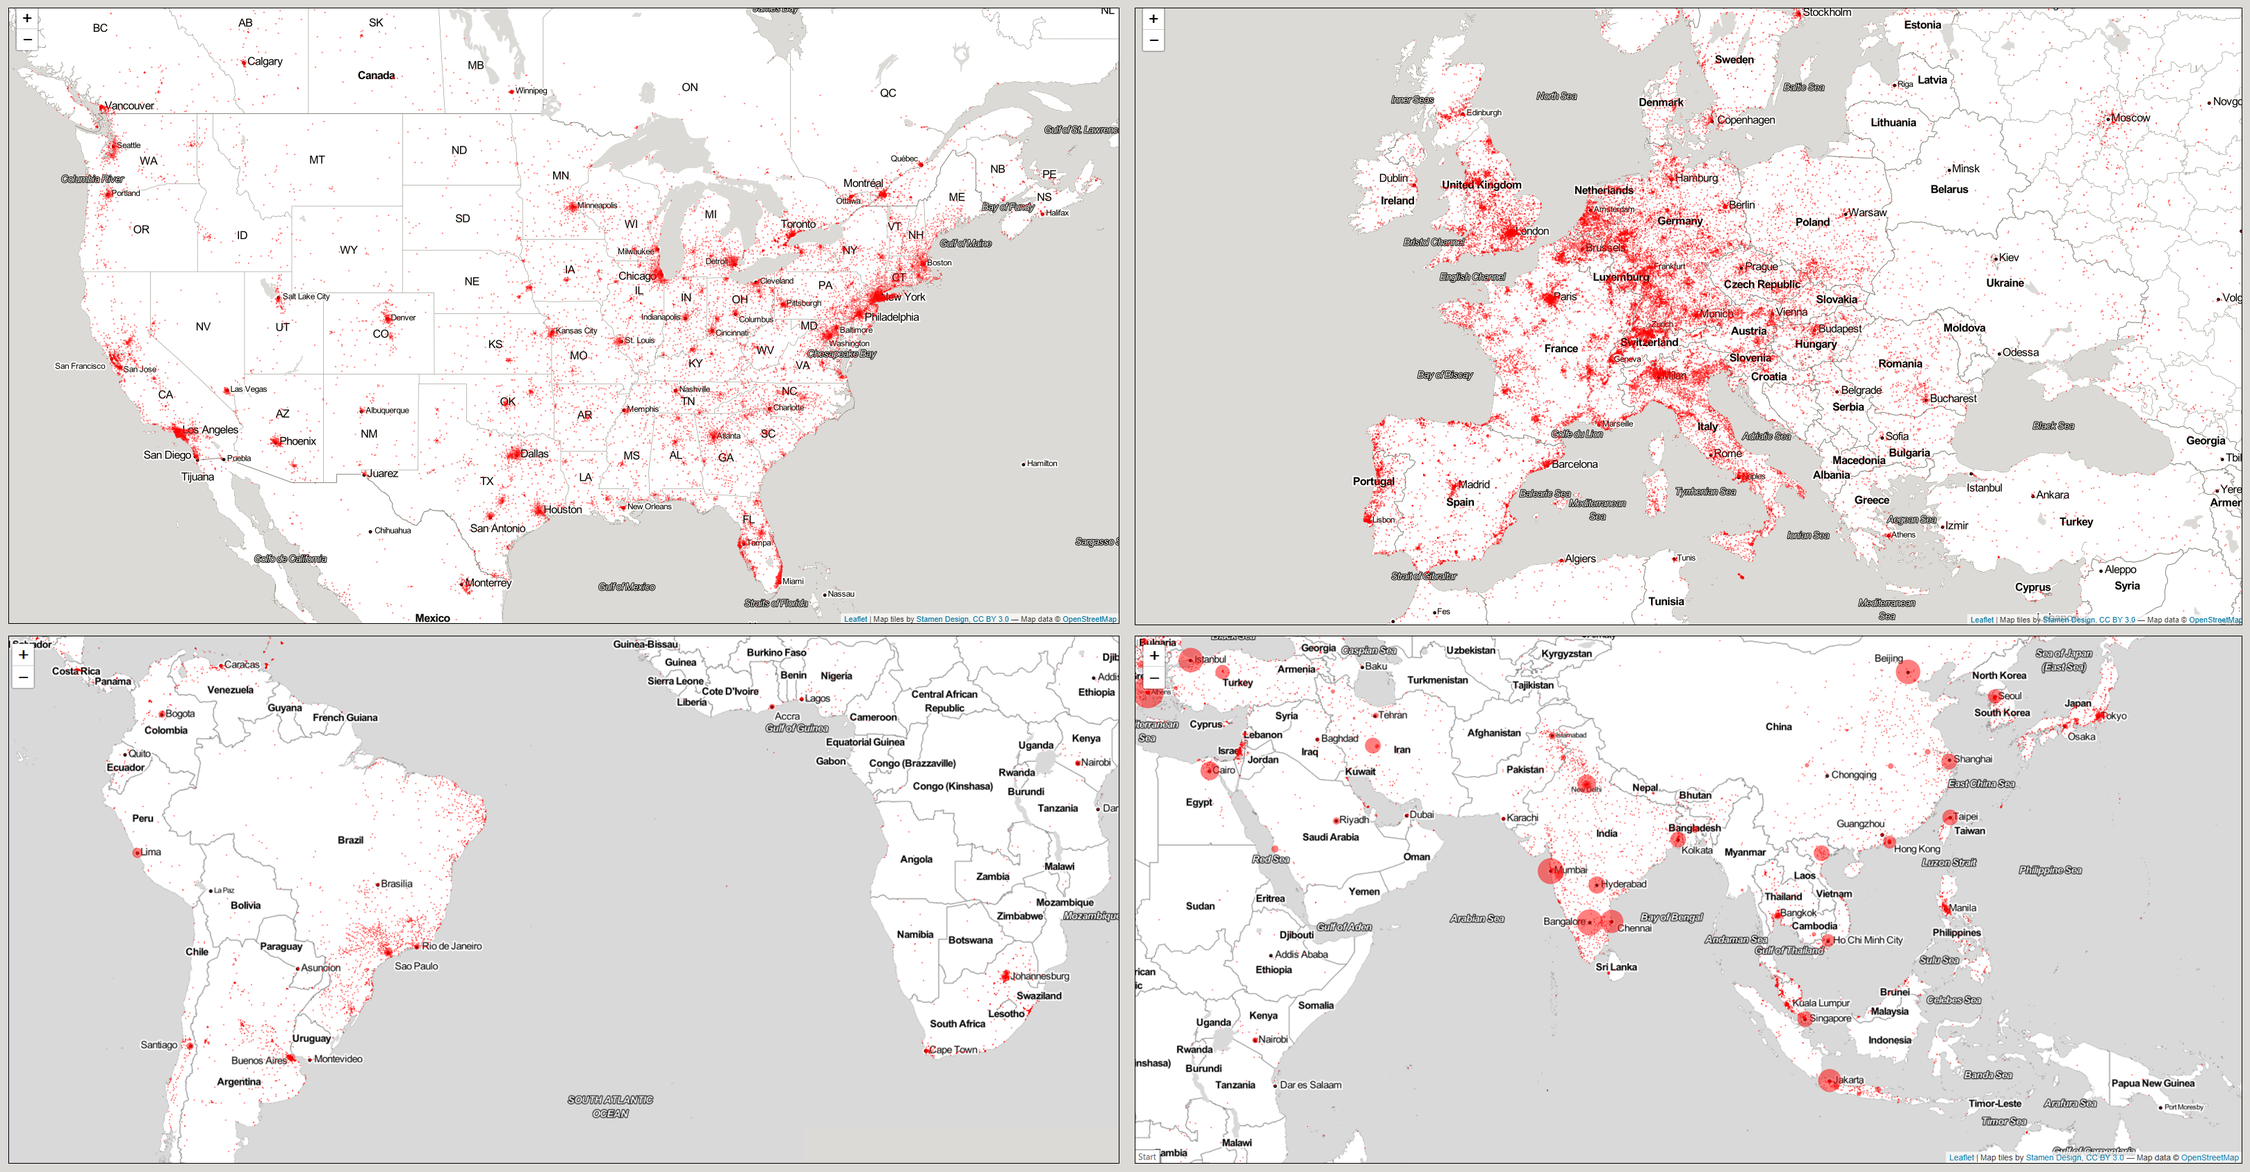 +
−
BC
AB
SK
MB
ON
QC
James Bay
NL
Calgary
Canada
Winnipeg
Vancouver
Gulf of St. Lawrence
Seattle
WA
MT
ND
MN
Québec
NB
PE
Columbia River
Portland
Montréal
Ottawa
ME
NS
Bay of Fundy
Halifax
OR
ID
SD
Minneapolis
WI
MI
Toronto
VT
NH
Gulf of Maine
WY
Milwaukee
NY
Detroit
Boston
Chicago
IA
NE
IL
IN
OH
Cleveland
PA
CT
Salt Lake City
New York
Pittsburgh
NV
UT
Denver
CO
Indianapolis
Columbus
Philadelphia
Kansas City
Cincinnati
MD
Baltimore
KS
MO
St. Louis
Washington
WV
Chesapeake Bay
San Francisco
San Jose
KY
VA
CA
Las Vegas
Nashville
NC
TN
AZ
Albuquerque
OK
AR
Memphis
Charlotte
Los Angeles
Phoenix
NM
Atlanta
SC
San Diego
Puebla
Dallas
MS
AL
GA
Hamilton
Tijuana
Juarez
TX
LA
Houston
New Orleans
FL
San Antonio
Chihuahua
Tampa
Sargasso S
Golfo de California
Monterrey
Gulf of Mexico
Miami
Nassau
Straits of Florida
Mexico
Leaflet | Map tiles by Stamen Design, CC BY 3.0 — Map data © OpenStreetMap
+
−
Stockholm
Estonia
Sweden
Latvia
Riga
Inner Seas
North Sea
Baltic Sea
Denmark
Edinburgh
Copenhagen
Lithuania
Moscow
Novgo
Minsk
Dublin
United Kingdom
Hamburg
Netherlands
Belarus
Ireland
Amsterdam
Berlin
Warsaw
Germany
Poland
London
Bristol Channel
Brussels
Kiev
English Channel
Luxemburg
Frankfurt
Prague
Czech Republic
Ukraine
Paris
Slovakia
Volg
Munich
Vienna
Zurich
Austria
Budapest
Moldova
France
Switzerland
Hungary
Odessa
Geneva
Slovenia
Romania
Bay of Biscay
Milan
Croatia
Belgrade
Serbia
Bucharest
Marseille
Golfe du Lion
Italy
Adriatic Sea
Sofia
Black Sea
Georgia
Rome
Bulgaria
Barcelona
Macedonia
Tbil
Portugal
Madrid
Naples
Albania
Istanbul
Spain
Balearic Sea
Mediterranean
Sea
Tyrrhenian Sea
Greece
Ankara
Yere
Armer
Lisbon
Aegean Sea
Izmir
Turkey
Ionian Sea
Athens
Algiers
Tunis
Strait of Gibraltar
Aleppo
Cyprus
Syria
Tunisia
Fes
Mediterranean
Sea
Leaflet | Map tiles by Stamen Design, CC BY 3.0 — Map data © OpenStreetMap
+
−
Salvador
Costa Rica
Panama
Caracas
Venezuela
Guyana
French Guiana
Bogota
Colombia
Quito
Ecuador
Peru
Lima
Brazil
Brasilia
La Paz
Bolivia
Rio de Janeiro
Sao Paulo
Chile
Paraguay
Asuncion
Santiago
Uruguay
Buenos Aires
Montevideo
Argentina
SOUTH ATLANTIC
OCEAN
Guinea-Bissau
Guinea
Sierra Leone
Liberia
Burkino Faso
Benin
Cote D'Ivoire
Nigeria
Lagos
Accra
Gulf of Guinea
Cameroon
Central African
Republic
Djib
Addis
Ethiopia
Equatorial Guinea
Gabon
Congo (Brazzaville)
Congo (Kinshasa)
Uganda
Kenya
Nairobi
Rwanda
Burundi
Tanzania
Dar
Angola
Malawi
Zambia
Mozambique
Zimbabwe
Mozambique
Namibia
Botswana
Johannesburg
Swaziland
Lesotho
South Africa
Cape Town
+
−
Bulgaria
Black Sea
Istanbul
Georgia
Caspian Sea
Baku
Uzbekistan
Kyrgyzstan
Beijing
Sea of Japan
(East Sea)
Athens
Turkey
Armenia
Turkmenistan
Tajikistan
North Korea
Seoul
South Korea
Japan
Tokyo
Osaka
Cyprus
Sea
Syria
Lebanon
Israel
Jordan
Tehran
Baghdad
Iraq
Iran
Afghanistan
Islamabad
China
Cairo
Kuwait
Pakistan
New Delhi
Nepal
Bhutan
Chongqing
Shanghai
East China Sea
Egypt
Riyadh
Saudi Arabia
Dubai
Karachi
India
Bangladesh
Kolkata
Guangzhou
Taipei
Taiwan
Hong Kong
Red Sea
Oman
Myanmar
Luzon Strait
Mumbai
Laos
Philippine Sea
Sudan
Eritrea
Yemen
Hyderabad
Thailand
Vietnam
Manila
Arabian Sea
Bangalore
Chennai
Bay of Bengal
Bangkok
Cambodia
Gulf of Aden
Djibouti
Andaman Sea
Gulf of Thailand
Ho Chi Minh City
Philippines
Addis Ababa
Ethiopia
Sri Lanka
Sulu Sea
Somalia
Brunei
Celebes Sea
Kuala Lumpur
Malaysia
Uganda
Kenya
Singapore
Nairobi
Indonesia
Rwanda
Burundi
Tanzania
Dar es Salaam
Jakarta
Banda Sea
Papua New Guinea
Timor-Leste
Arafura Sea
Port Moresby
Timor Sea
Malawi
Start
Gulf of Carpentaria
Leaflet | Map tiles by Stamen Design, CC BY 3.0 — Map data © OpenStreetMap